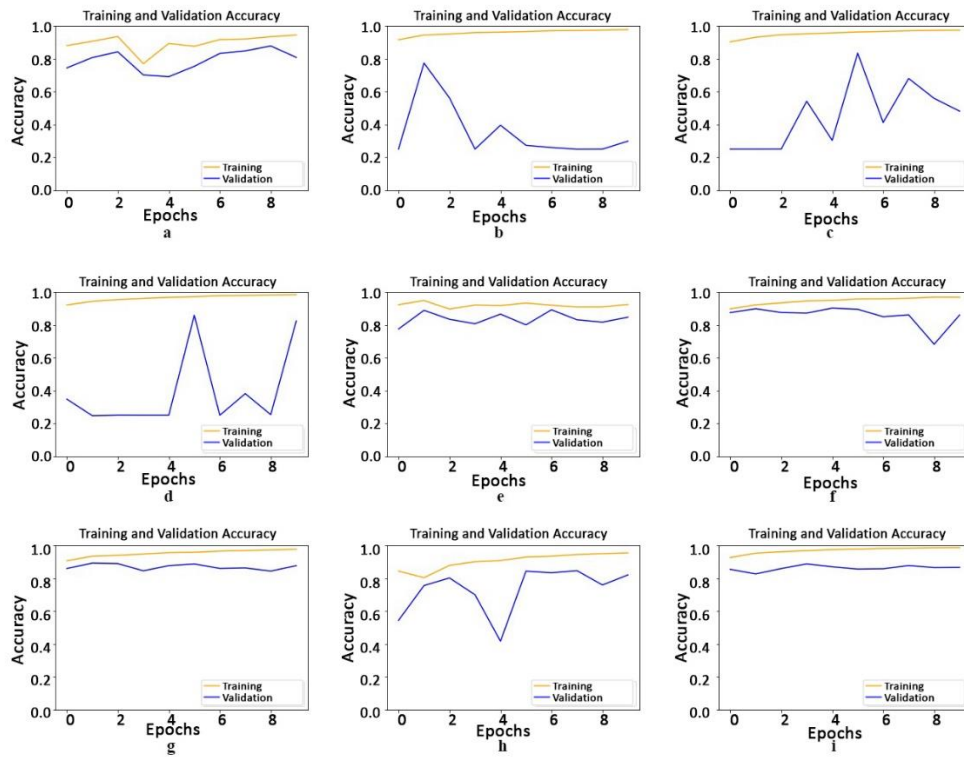 Training and Validation Accuracy
1.0
0.8
0.6
0.4
0.2
0.0
Accuracy
Training
Validation
0 2 4 6 8
Epochs
a
Training and Validation Accuracy
1.0
0.8
0.6
0.4
0.2
0.0
Accuracy
Training
Validation
0 2 4 6 8
Epochs
b
Training and Validation Accuracy
1.0
0.8
0.6
0.4
0.2
0.0
Accuracy
Training
Validation
0 2 4 6 8
Epochs
c
Training and Validation Accuracy
1.0
0.8
0.6
0.4
0.2
0.0
Accuracy
Training
Validation
0 2 4 6 8
Epochs
d
Training and Validation Accuracy
1.0
0.8
0.6
0.4
0.2
0.0
Accuracy
Training
Validation
0 2 4 6 8
Epochs
e
Training and Validation Accuracy
1.0
0.8
0.6
0.4
0.2
0.0
Accuracy
Training
Validation
0 2 4 6 8
Epochs
f
Training and Validation Accuracy
1.0
0.8
0.6
0.4
0.2
0.0
Accuracy
Training
Validation
0 2 4 6 8
Epochs
g
Training and Validation Accuracy
1.0
0.8
0.6
0.4
0.2
0.0
Accuracy
Training
Validation
0 2 4 6 8
Epochs
h
Training and Validation Accuracy
1.0
0.8
0.6
0.4
0.2
0.0
Accuracy
Training
Validation
0 2 4 6 8
Epochs
i